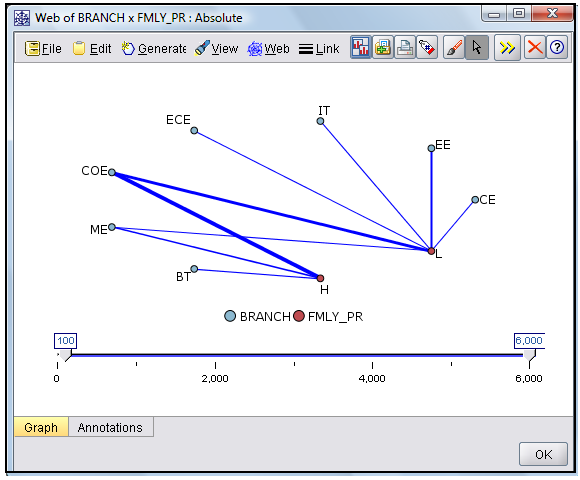 Web of BRANCH x FMLY_PR : Absolute
File Edit Generate View Web Link
IT
ECE
EE
COE
CE
ME
L
BT
H
BRANCH FMLY_PR
100 6,000
0 2,000 4,000 6,000
Graph Annotations
OK